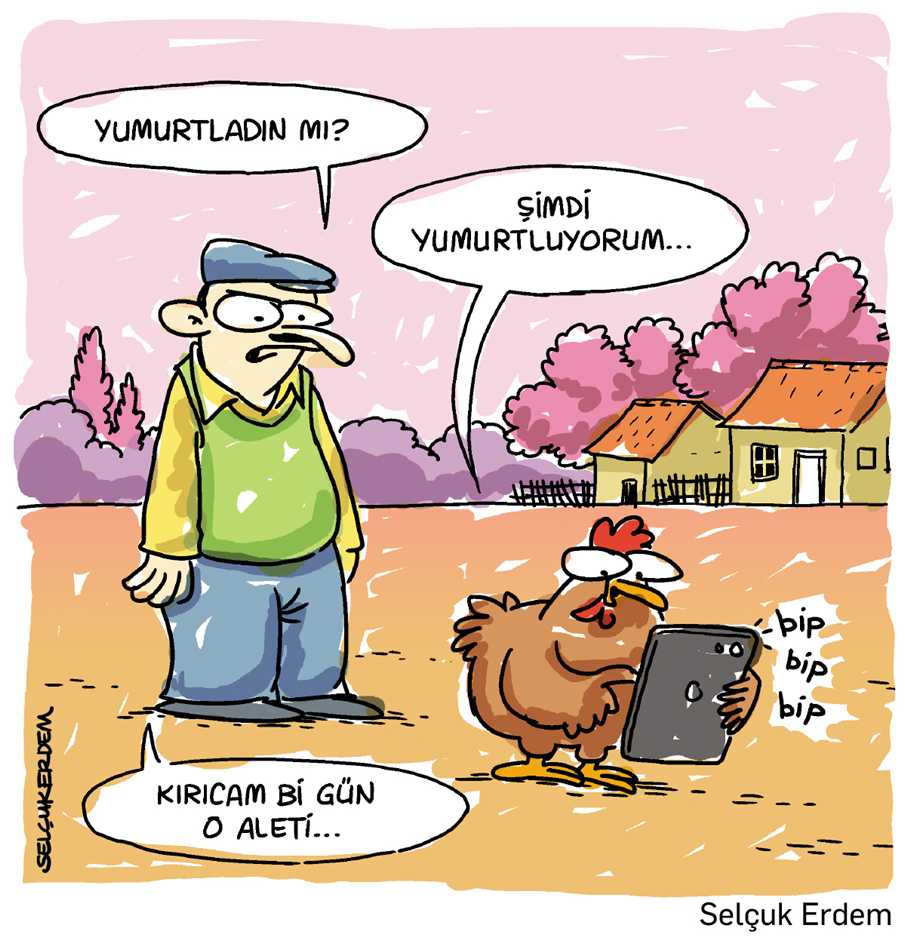 YUMURTLADIN MI?
ŞİMDİ
YUMURTLUYORUM...
bip
bip
bip
KIRICAM Bİ GÜN
O ALETİ...
SELÇUKERDEM
Selçuk Erdem